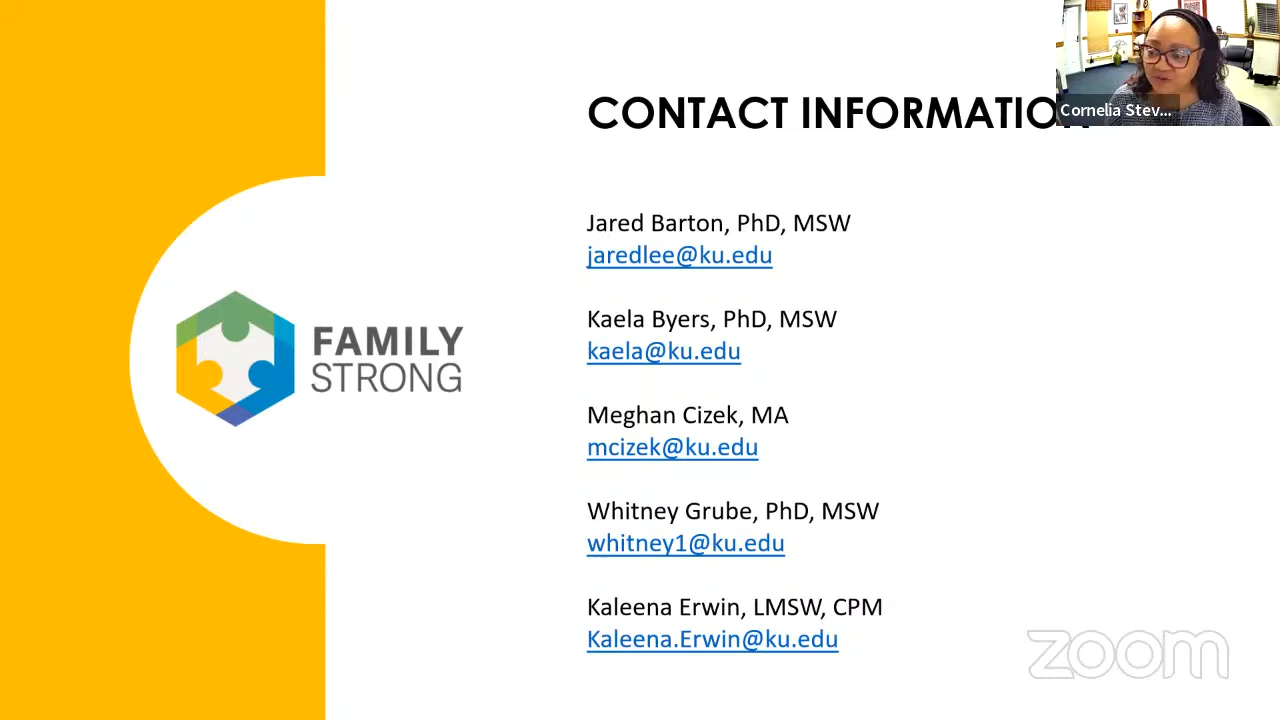 CONTACT INFORMATION
Cornelia Stev...
Jared Barton, PhD, MSW
jaredlee@ku.edu
Kaela Byers, PhD, MSW
kaela@ku.edu
FAMILY
STRONG
Meghan Cizek, MA
mcizek@ku.edu
Whitney Grube, PhD, MSW
whitney1@ku.edu
Kaleena Erwin, LMSW, CPM
Kaleena.Erwin@ku.edu
zoom